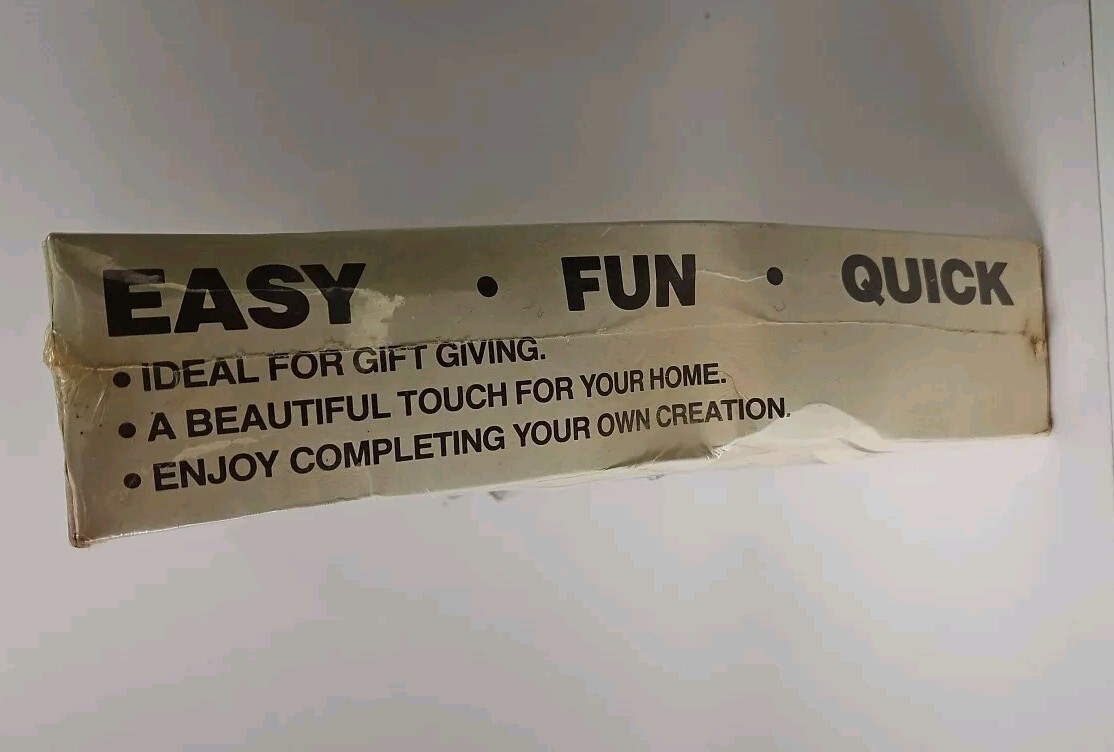 EASY • FUN • QUICK
• IDEAL FOR GIFT GIVING.
• A BEAUTIFUL TOUCH FOR YOUR HOME.
• ENJOY COMPLETING YOUR OWN CREATION.